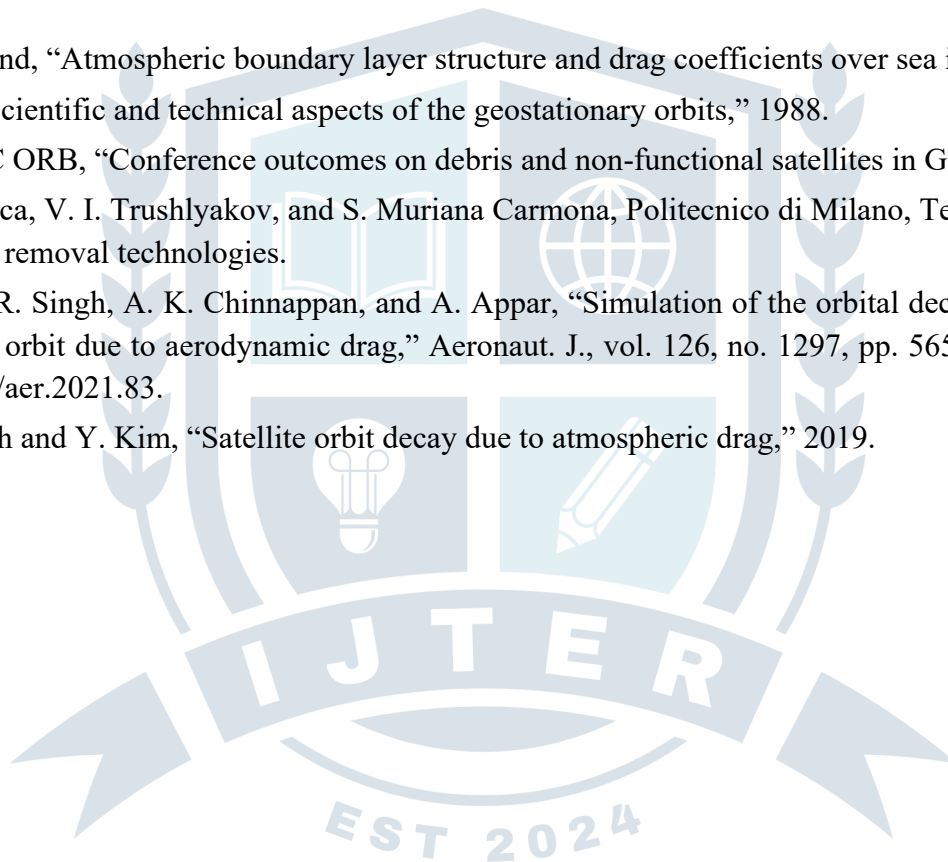 nd, “Atmospheric boundary layer structure and drag coefficients over sea i
cientific and technical aspects of the geostationary orbits,” 1988.
C ORB, “Conference outcomes on debris and non-functional satellites in G
ca, V. I. Trushlyakov, and S. Muriana Carmona, Politecnico di Milano, Te
removal technologies.
R. Singh, A. K. Chinnappan, and A. Appar, “Simulation of the orbital dec
orbit due to aerodynamic drag,” Aeronaut. J., vol. 126, no. 1297, pp. 565
/aer.2021.83.
h and Y. Kim, “Satellite orbit decay due to atmospheric drag,” 2019.
IJTER
EST 2024